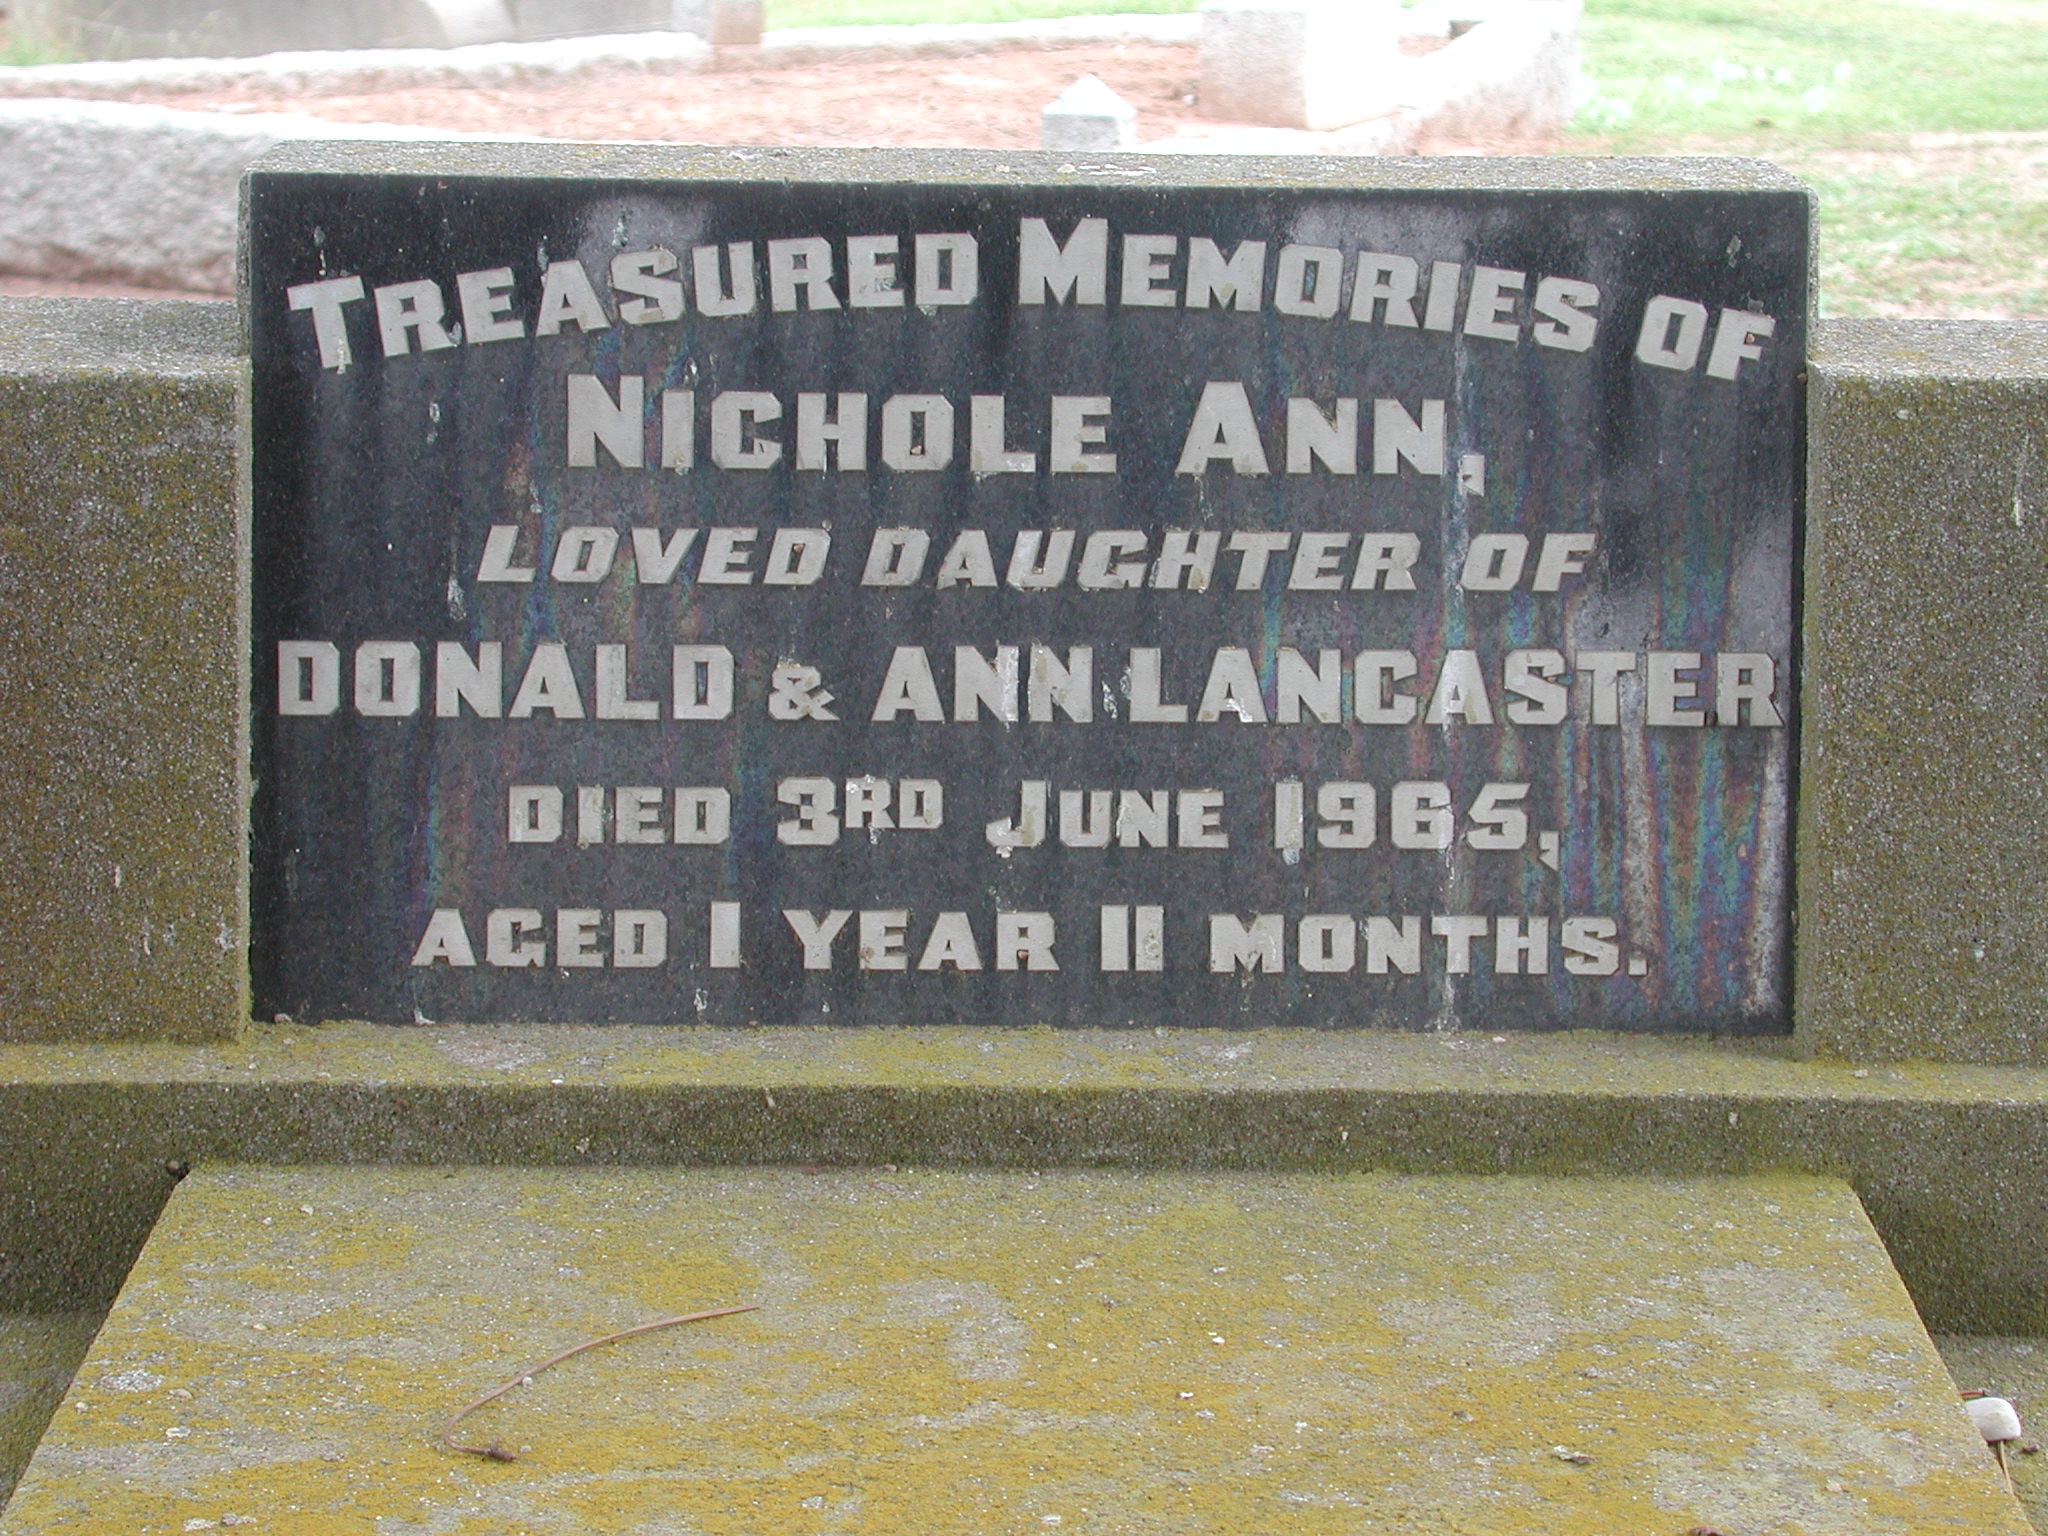 TREASURED MEMORIES OF
NICHOLE ANN,
LOVED DAUGHTER OF
DONALD & ANN LANCASTER
DIED 3RD JUNE 1965,
AGED 1 YEAR 11 MONTHS.